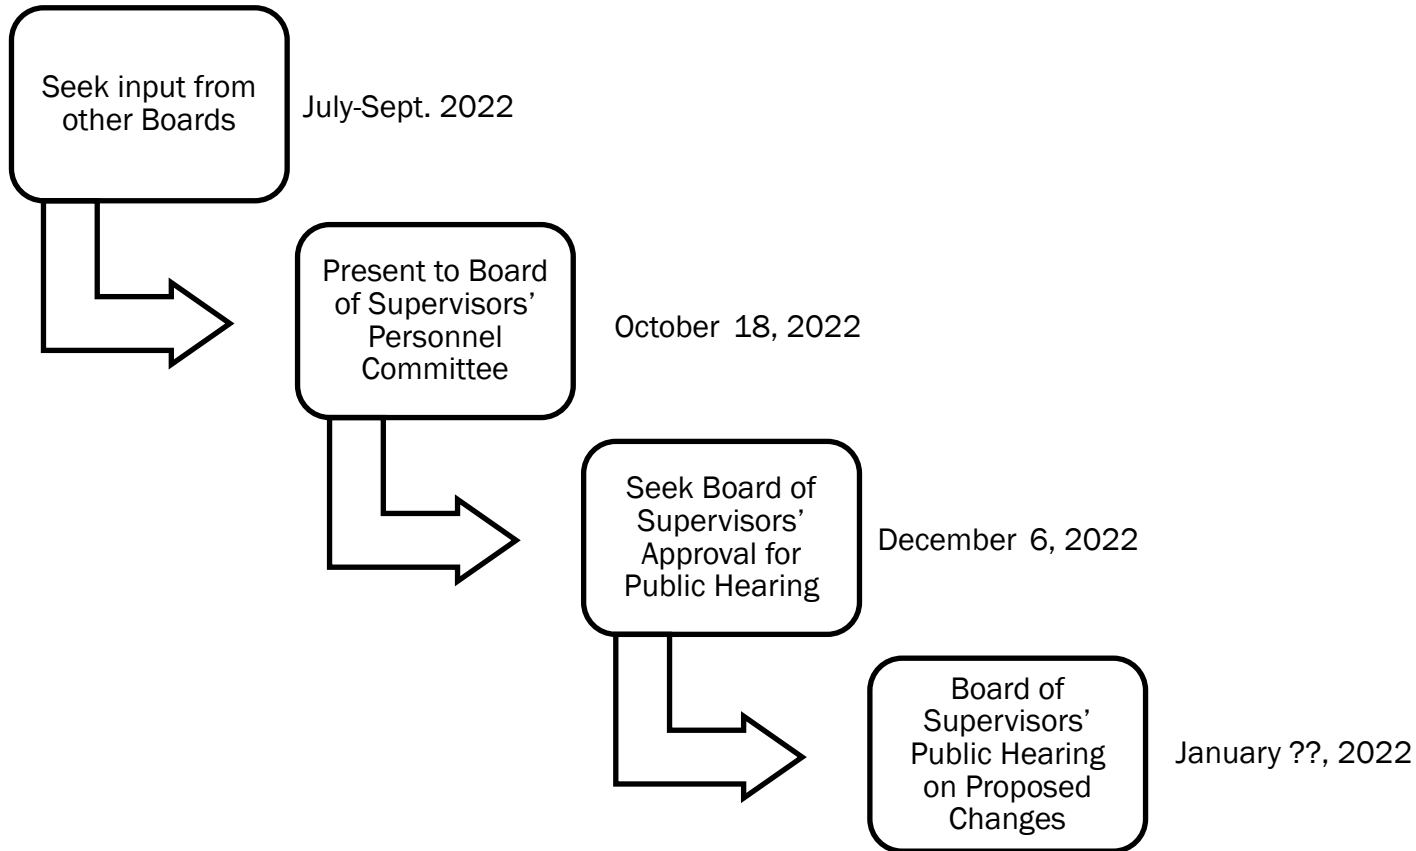 Seek input from
other Boards
July-Sept. 2022
Present to Board
of Supervisors’
Personnel
Committee
October 18, 2022
Seek Board of
Supervisors’
Approval for
Public Hearing
December 6, 2022
Board of
Supervisors’
Public Hearing
on Proposed
Changes
January ??, 2022